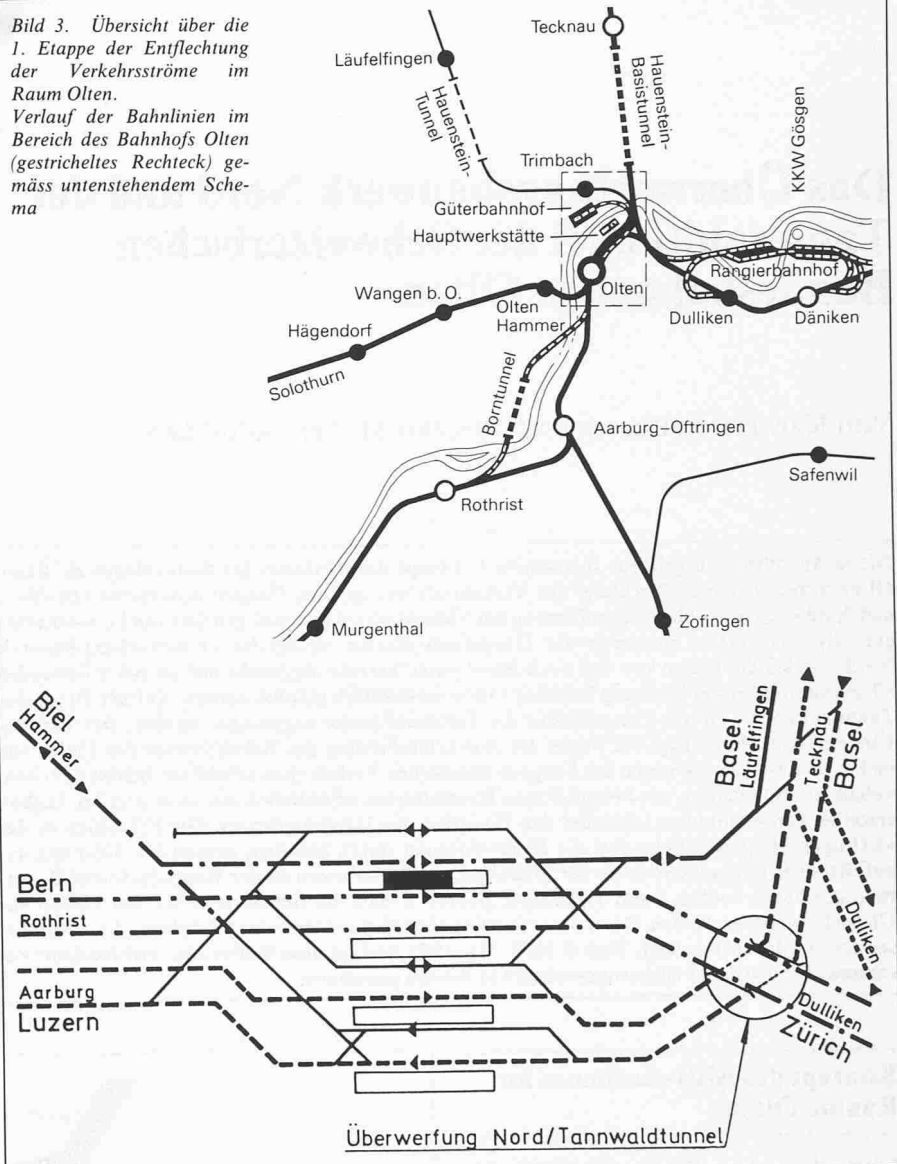 Bild 3. Übersicht über die
1. Etappe der Entflechtung
der Verkehrsströme im
Raum Olten.
Verlauf der Bahnlinien im
Bereich des Bahnhofs Olten
(gestricheltes Rechteck) ge-
mäss untenstehendem Sche-
ma
Tecknau
Läufelfingen
Hauenstein-
Tunnel
Hauenstein-
Basistunnel
KKW Gösgen
Trimbach
Güterbahnhof
Hauptwerkstätte
Rangierbahnhof
Olten
Wangen b. O.
Olten
Hammer
Dulliken
Däniken
Hägendorf
Solothurn
Borntunnel
Aarburg-Oftringen
Safenwil
Rothrist
Zofingen
Murgenthal
Biel
Hammer
Basel
Läufelfingen
Tecknau
Basel
Bern
Rothrist
Dulliken
Aarburg
Luzern
Dulliken
Zürich
Überwerfung Nord/Tannwaldtunnel